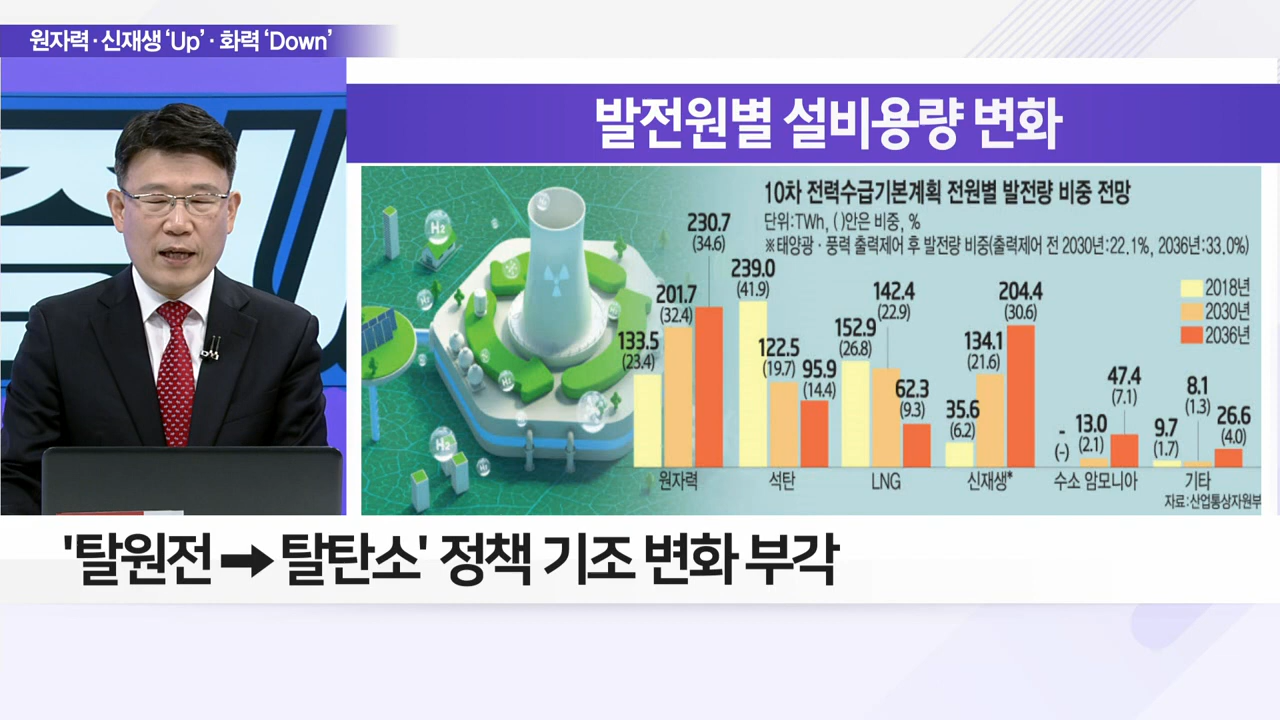 원자력·신재생 ‘Up’· 화력 ‘Down’
발전원별 설비용량 변화
10차 전력수급기본계획 전원별 발전량 비중 전망
단위:TWh, ( )안은 비중, %
※태양광·풍력 출력제어 후 발전량 비중(출력제어 전 2030년:22.1%, 2036년:33.0%)
2018년
2030년
2036년
133.5
(23.4)
201.7
(32.4)
230.7
(34.6)
239.0
(41.9)
122.5
(19.7)
95.9
(14.4)
152.9
(26.8)
142.4
(22.9)
62.3
(9.3)
35.6
(6.2)
134.1
(21.6)
204.4
(30.6)
-
(-)
13.0
(2.1)
47.4
(7.1)
9.7
(1.7)
8.1
(1.3)
26.6
(4.0)
원자력
석탄
LNG
신재생*
수소 암모니아
기타
자료:산업통상자원부
H2
H2
'탈원전 ➡ 탈탄소' 정책 기조 변화 부각